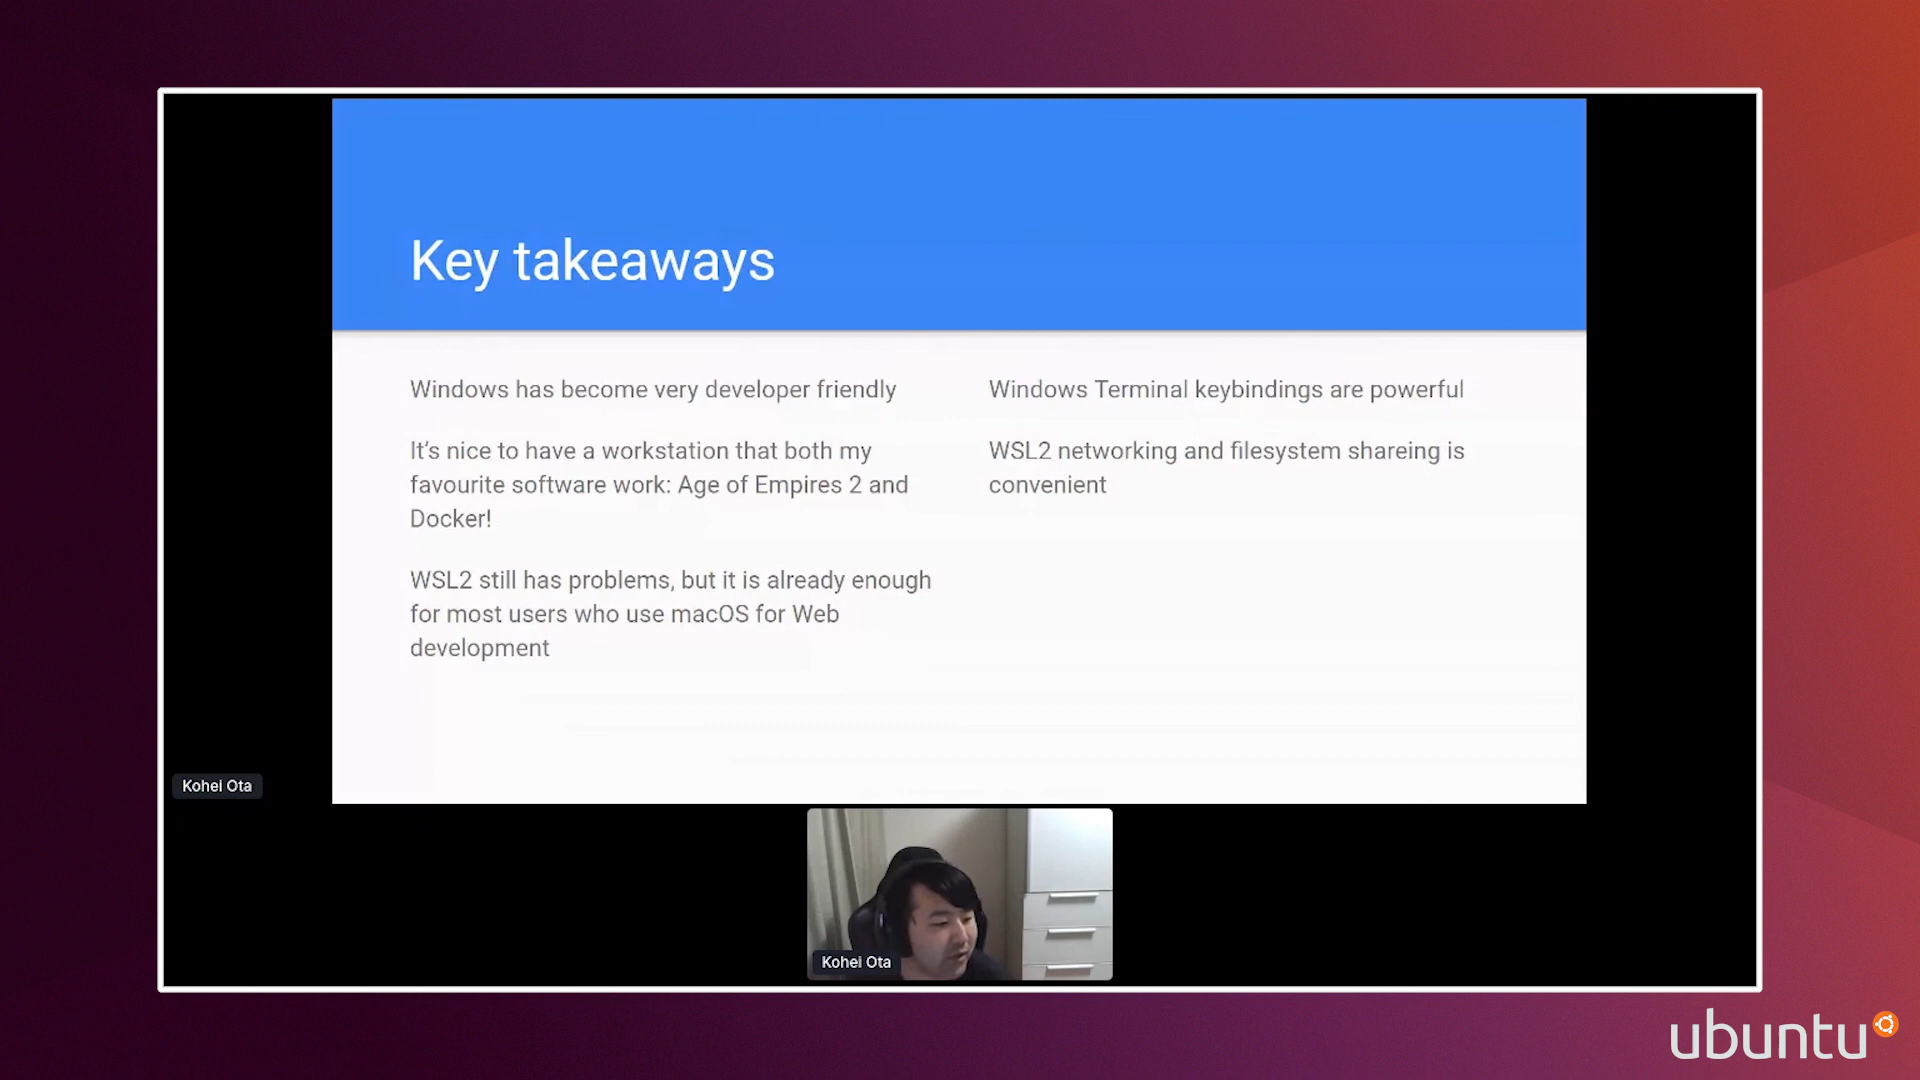 Key takeaways
Windows has become very developer friendly
It’s nice to have a workstation that both my
favourite software work: Age of Empires 2 and
Docker!
WSL2 still has problems, but it is already enough
for most users who use macOS for Web
development
Windows Terminal keybindings are powerful
WSL2 networking and filesystem shareing is
convenient
Kohei Ota
Kohei Ota
ubuntu